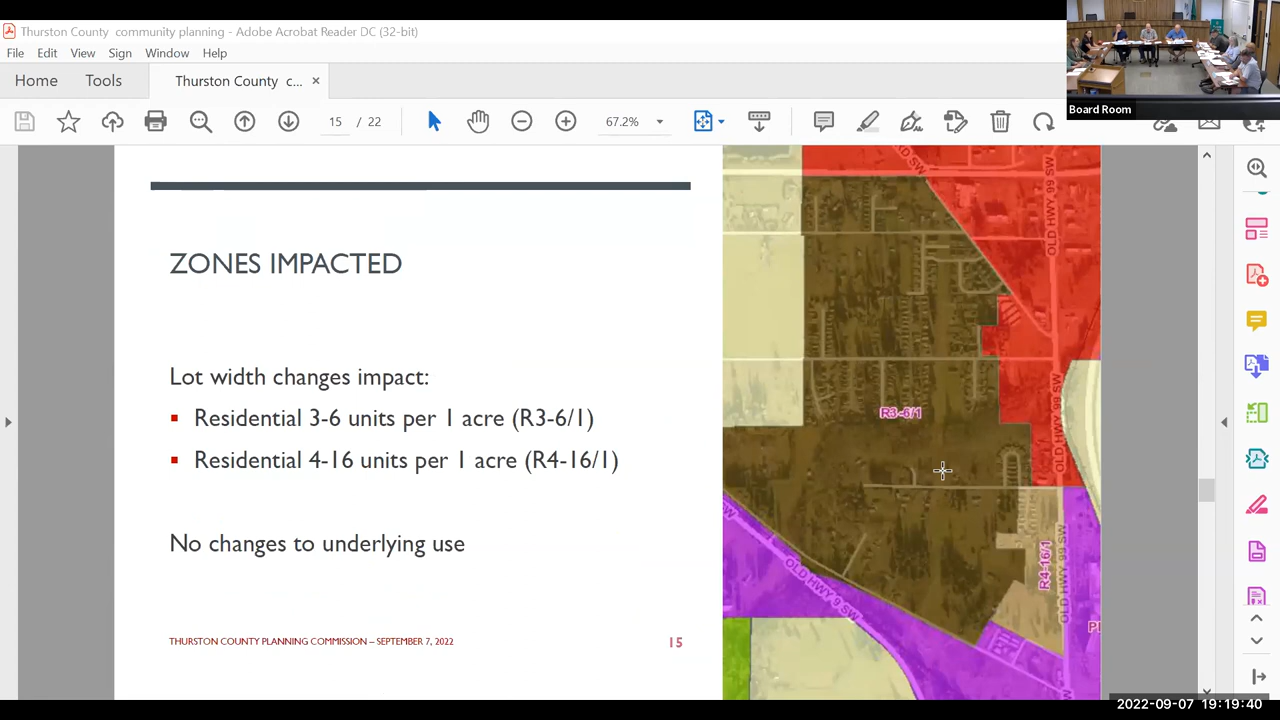 Thurston County  community planning - Adobe Acrobat Reader DC (32-bit)
File Edit View Sign Window Help
Home Tools Thurston County c... ×
15 / 67.2%
Board Room
ZONES IMPACTED
Lot width changes impact:
Residential 3-6 units per 1 acre (R3-6/1)
Residential 4-16 units per 1 acre (R4-16/1)
No changes to underlying use
THURSTON COUNTY PLANNING COMMISSION – SEPTEMBER 7, 2022
15
OLD HWY 99 SW
OLD HWY 99 SW
R3-6/1
OLD HWY 9 SW
R4-16/1
OLD HWY 99 SW
2022-09-07 19:19:40